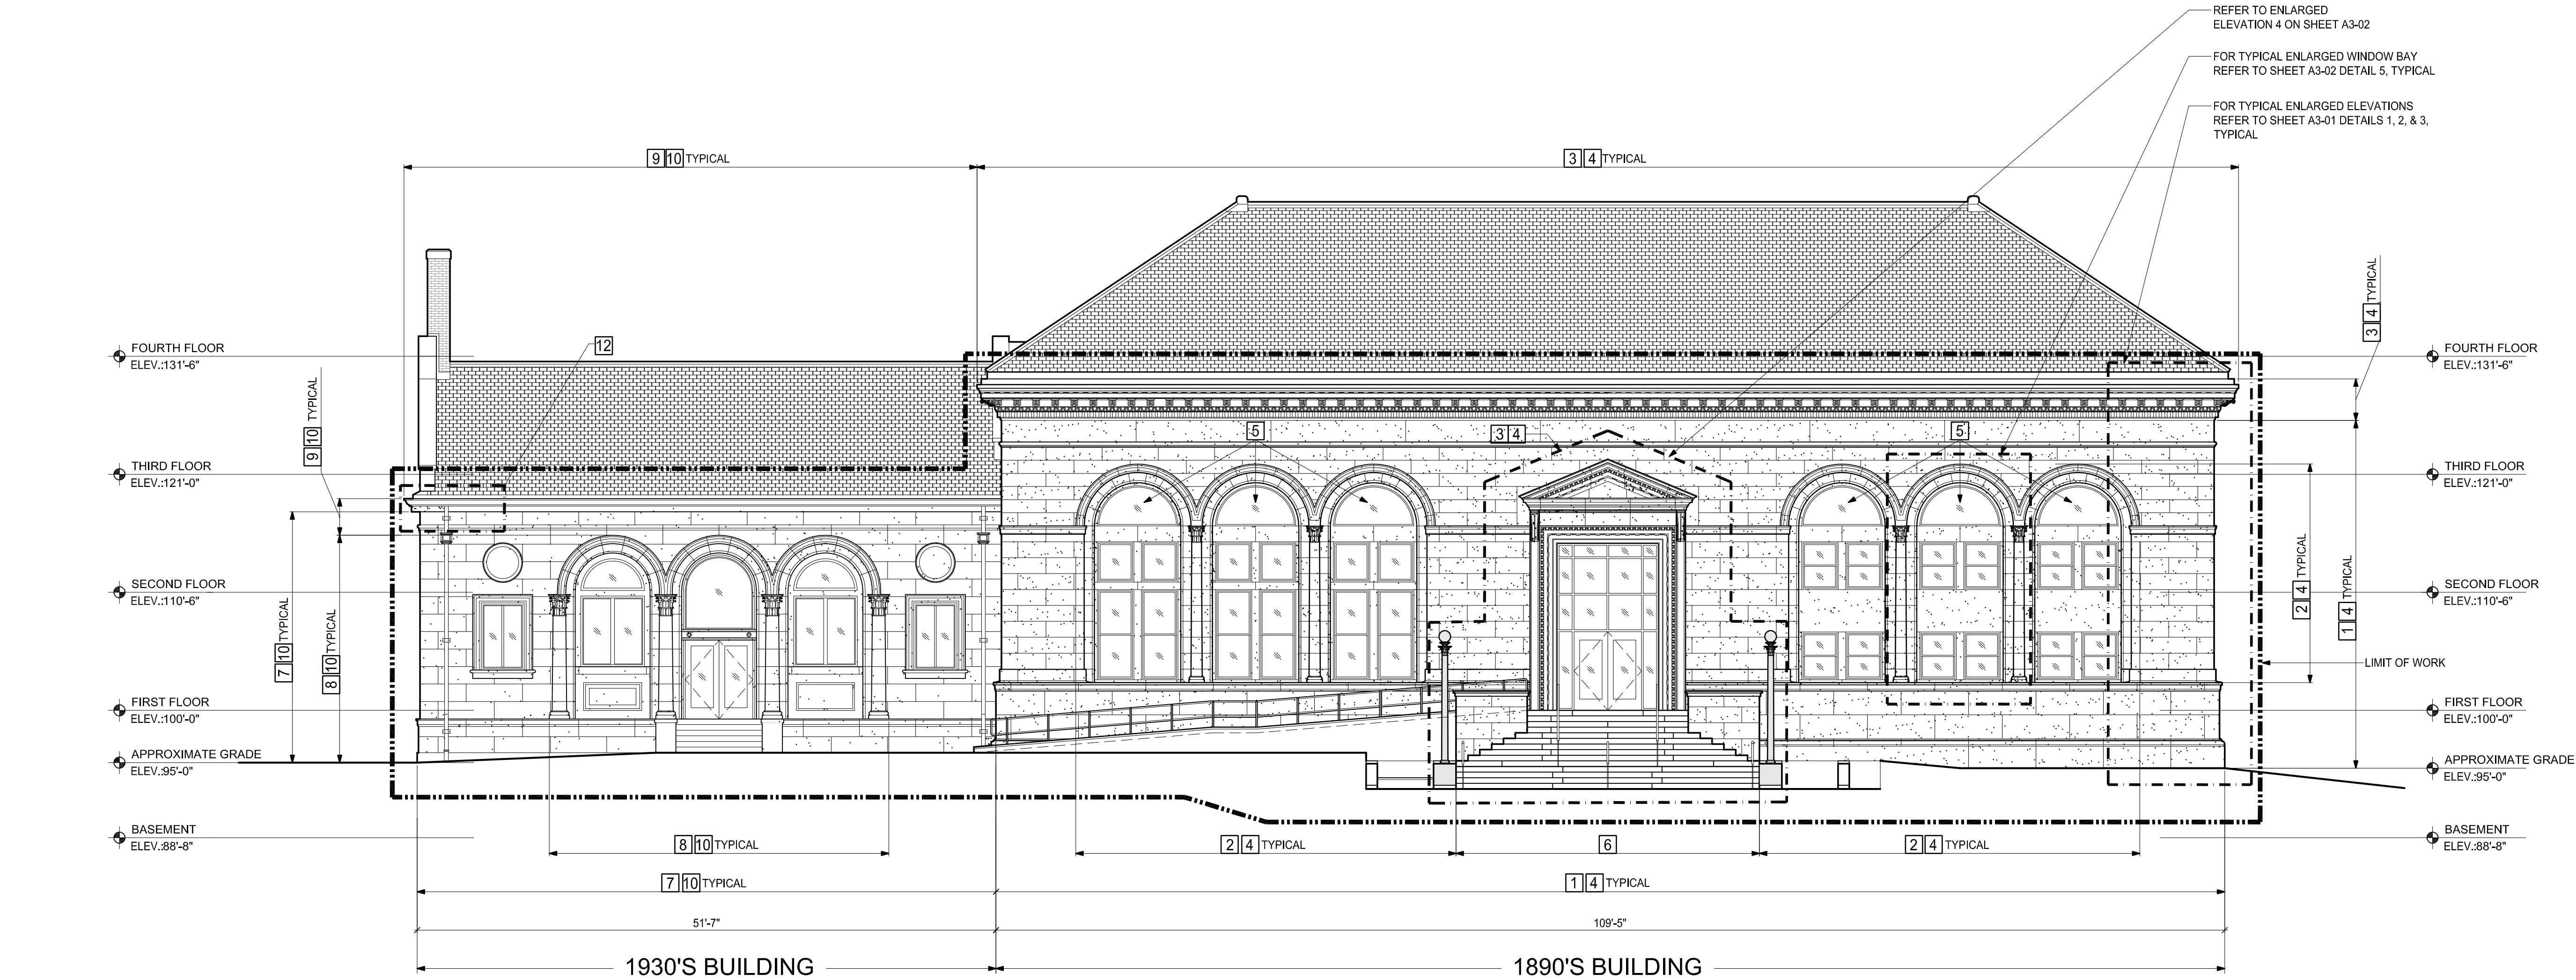 REFER TO ENLARGED
ELEVATION 4 ON SHEET A3-02
FOR TYPICAL ENLARGED WINDOW BAY
REFER TO SHEET A3-02 DETAIL 5, TYPICAL
FOR TYPICAL ENLARGED ELEVATIONS
REFER TO SHEET A3-01 DETAILS 1, 2, & 3,
TYPICAL
9 10 TYPICAL
3 4 TYPICAL
3 4 TYPICAL
12
FOURTH FLOOR
ELEV.:131'-6"
FOURTH FLOOR
ELEV.:131'-6"
9 10 TYPICAL
5
3 4
5
THIRD FLOOR
ELEV.:121'-0"
THIRD FLOOR
ELEV.:121'-0"
SECOND FLOOR
ELEV.:110'-6"
SECOND FLOOR
ELEV.:110'-6"
7 10 TYPICAL
8 10 TYPICAL
2 4 TYPICAL
1 4 TYPICAL
LIMIT OF WORK
FIRST FLOOR
ELEV.:100'-0"
FIRST FLOOR
ELEV.:100'-0"
APPROXIMATE GRADE
ELEV.:95'-0"
APPROXIMATE GRADE
ELEV.:95'-0"
BASEMENT
ELEV.:88'-8"
BASEMENT
ELEV.:88'-8"
8 10 TYPICAL
2 4 TYPICAL
6
2 4 TYPICAL
7 10 TYPICAL
1 4 TYPICAL
51'-7"
109'-5"
1930'S BUILDING
1890'S BUILDING